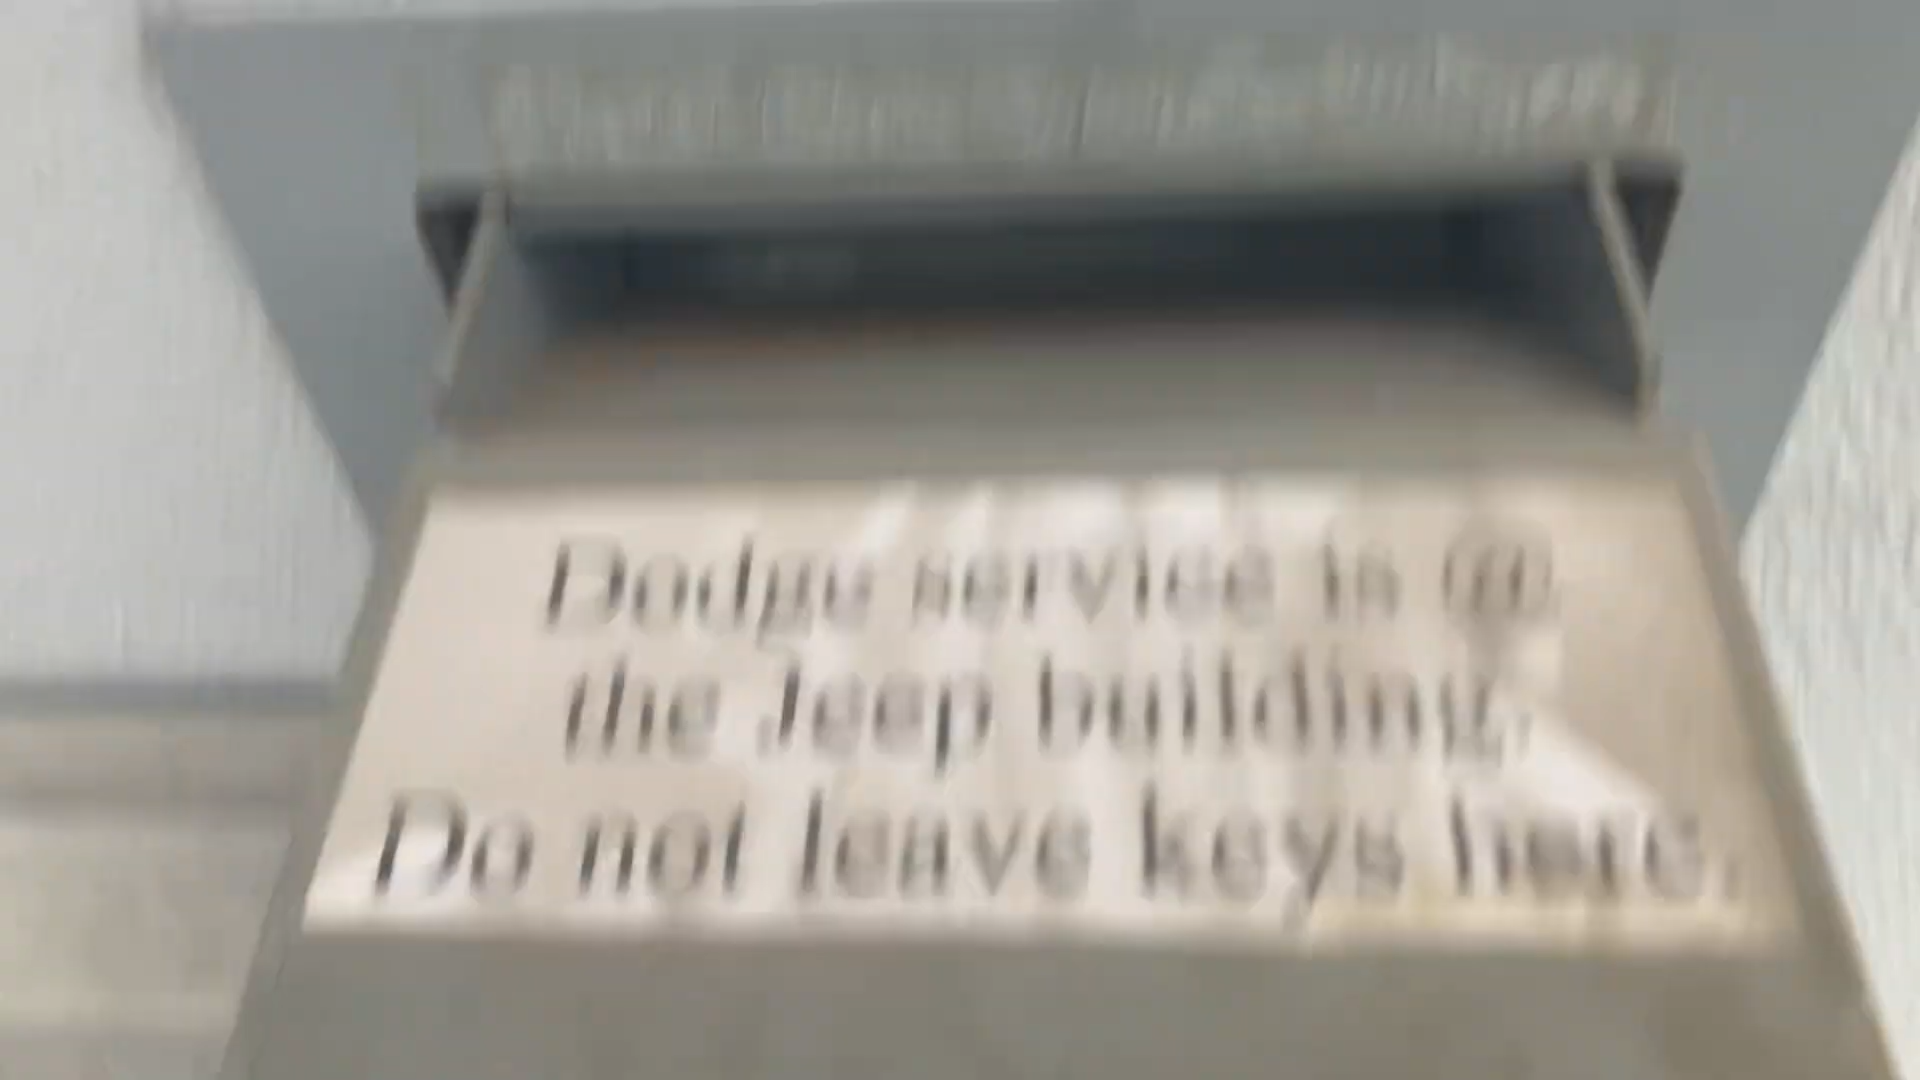 Dodge service is @
the Jeep building.
Do not leave keys here.